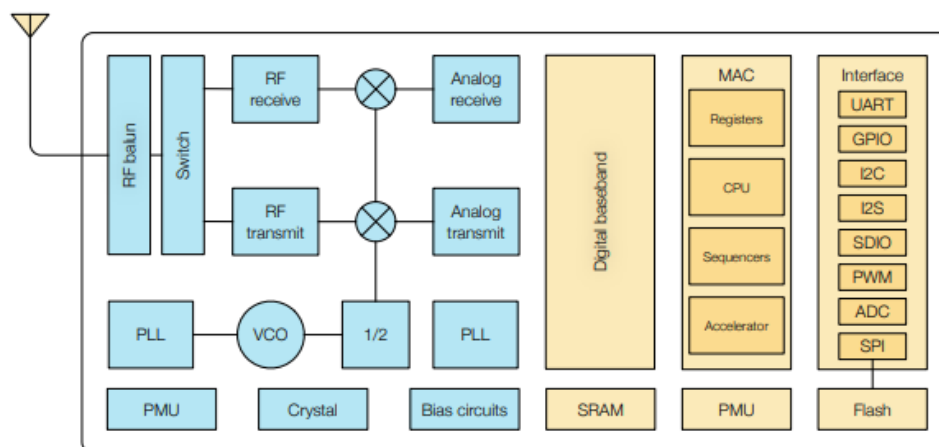 RF balun
Switch
RF
receive
Analog
receive
RF
transmit
Analog
transmit
PLL
VCO
1/2
PLL
PMU
Crystal
Bias circuits
Digital baseband
SRAM
MAC
Registers
CPU
Sequencers
Accelerator
PMU
Interface
UART
GPIO
I2C
I2S
SDIO
PWM
ADC
SPI
Flash